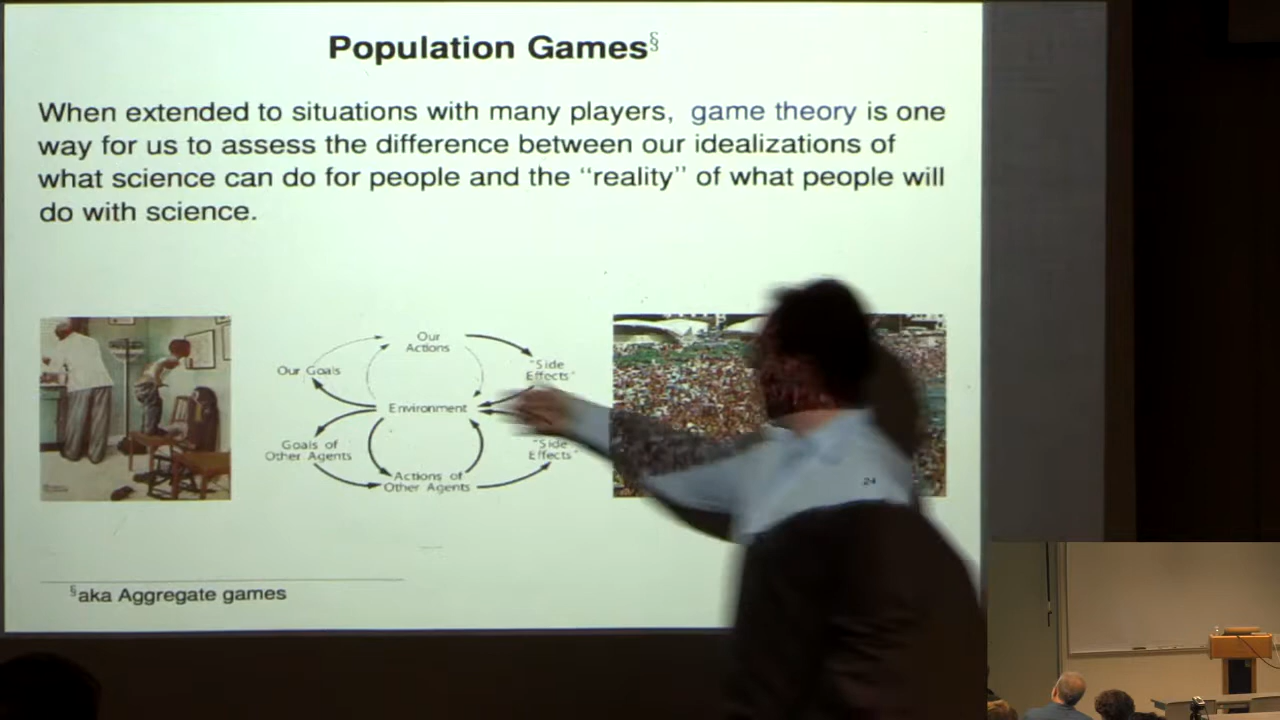 Population Games§
When extended to situations with many players, game theory is one
way for us to assess the difference between our idealizations of
what science can do for people and the “reality” of what people will
do with science.
Our
Actions
Our Goals
"Side
Effects"
Environment
Goals of
Other Agents
"Side
Effects"
Actions of
Other Agents
24
§aka Aggregate games